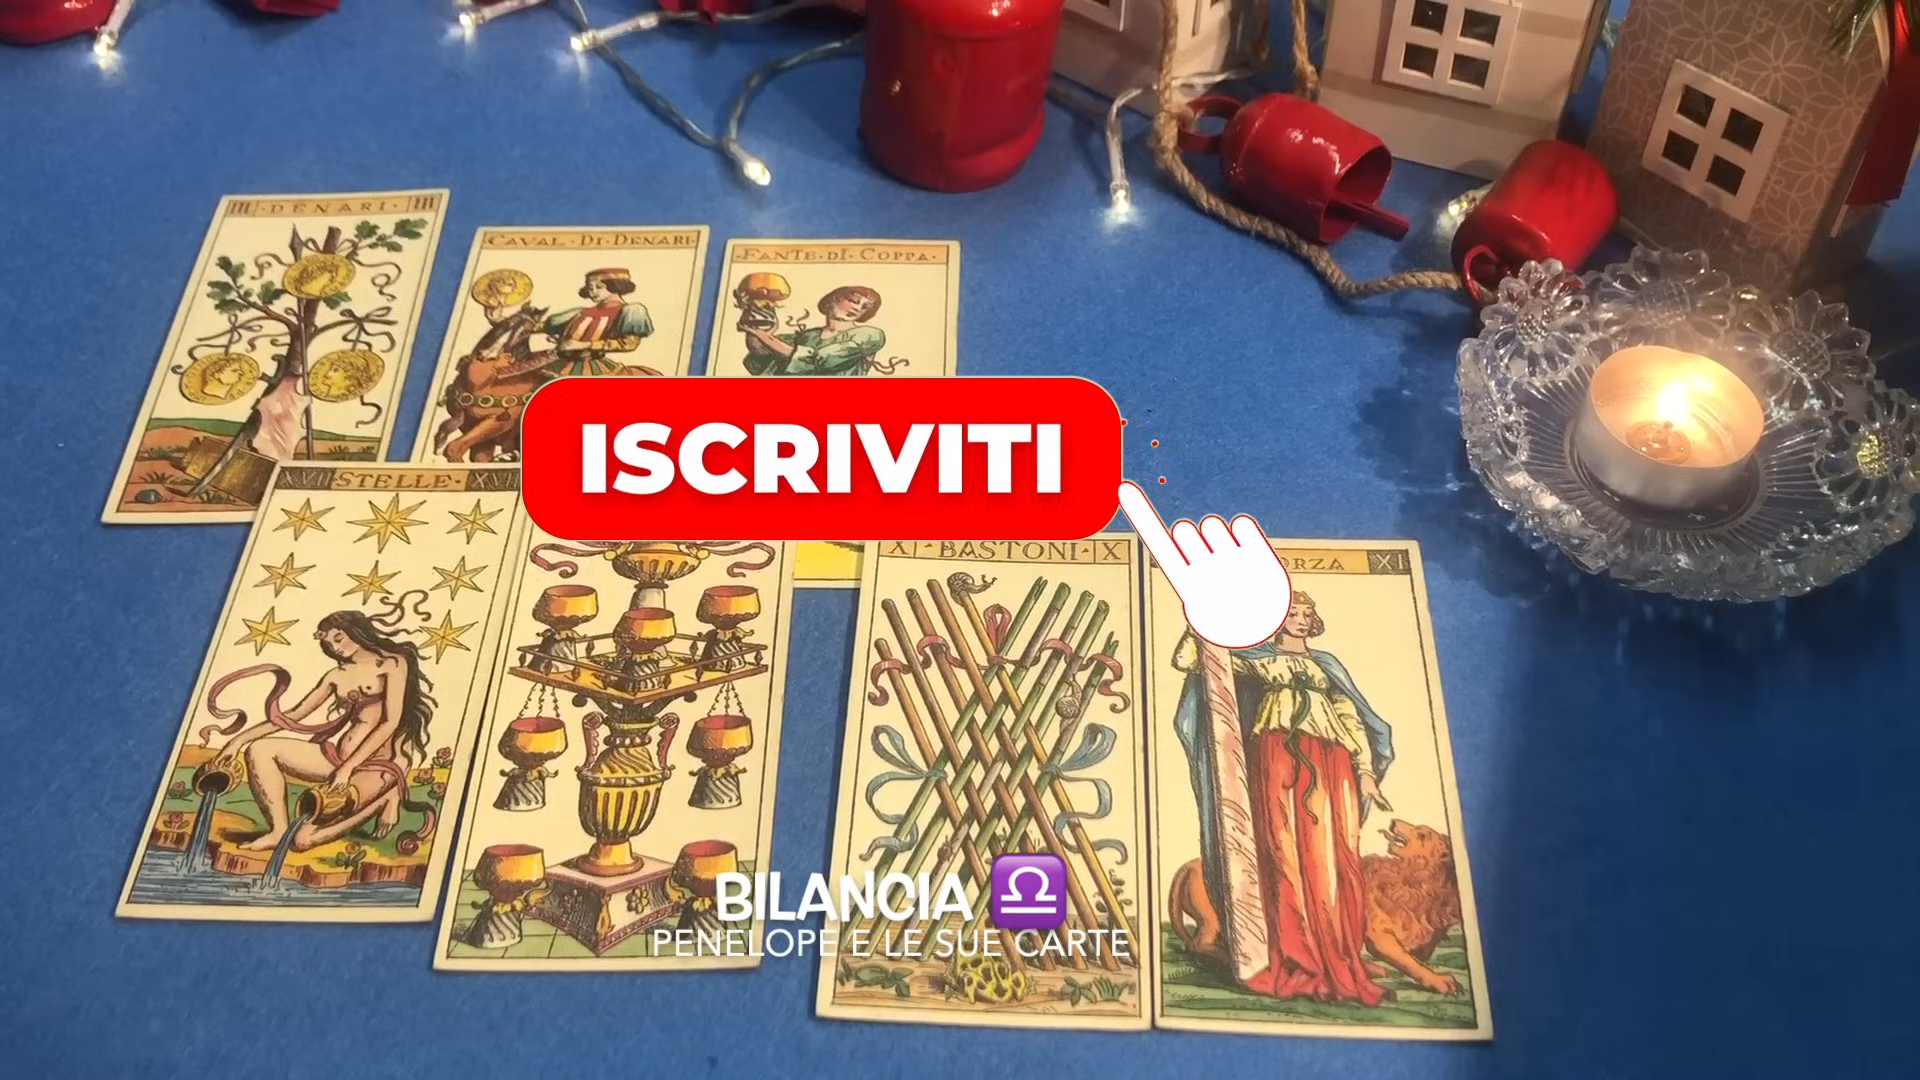 III · DENARI · III
CAVAL · DI · DENARI
· FANTE · DI · COPPA ·
ISCRIVITI
XVII · STELLE · XVII
X · BASTONI · X
ORZA XI
BILANCIA ♎
PENELOPE E LE SUE CARTE